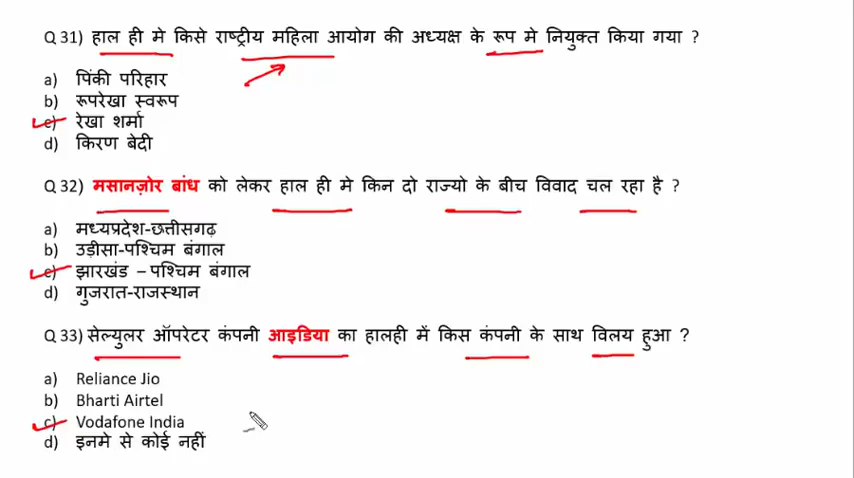 Q 31) हाल ही मे किसे राष्ट्रीय महिला आयोग की अध्यक्ष के रूप मे नियुक्त किया गया ?
a) पिंकी परिहार
b) रूपरेखा स्वरूप
c) रेखा शर्मा
d) किरण बेदी
Q 32) मसानज़ोर बांध को लेकर हाल ही मे किन दो राज्यो के बीच विवाद चल रहा है ?
a) मध्यप्रदेश-छत्तीसगढ़
b) उड़ीसा-पश्चिम बंगाल
c) झारखंड – पश्चिम बंगाल
d) गुजरात-राजस्थान
Q 33) सेल्युलर ऑपरेटर कंपनी आइडिया का हालही में किस कंपनी के साथ विलय हुआ ?
a) Reliance Jio
b) Bharti Airtel
c) Vodafone India
d) इनमे से कोई नहीं